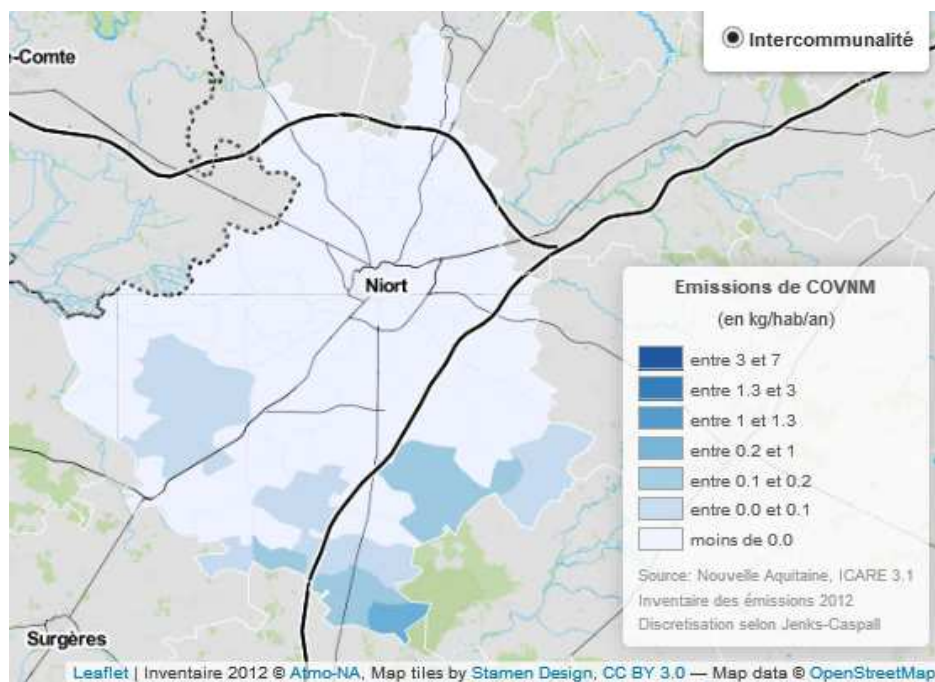 -Comte
Intercommunalité
Niort
Emissions de COVNM
(en kg/hab/an)
entre 3 et 7
entre 1.3 et 3
entre 1 et 1.3
entre 0.2 et 1
entre 0.1 et 0.2
entre 0.0 et 0.1
moins de 0.0
Source: Nouvelle Aquitaine, ICARE 3.1
Inventaire des émissions 2012
Discretisation selon Jenks-Caspall
Surgères
Leaflet | Inventaire 2012 © Atmo-NA, Map tiles by Stamen Design, CC BY 3.0 — Map data © OpenStreetMap